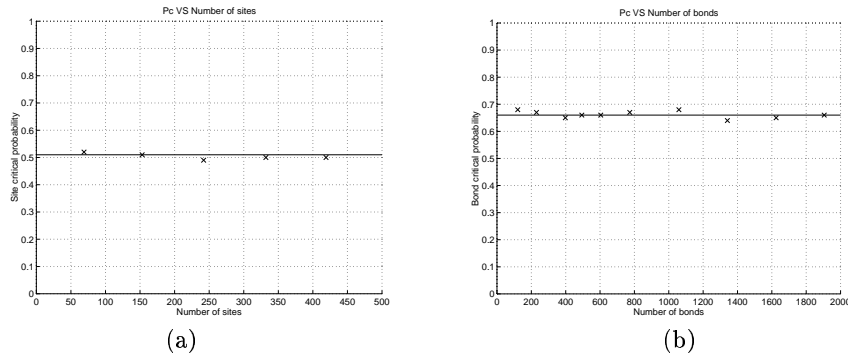 Pc VS Number of sites
1
0.9
0.8
0.7
0.6
0.5
0.4
0.3
0.2
0.1
0
Site critical probability
0 50 100 150 200 250 300 350 400 450 500
Number of sites
(a)
Pc VS Number of bonds
1
0.9
0.8
0.7
0.6
0.5
0.4
0.3
0.2
0.1
0
Bond critical probability
0 200 400 600 800 1000 1200 1400 1600 1800 2000
Number of bonds
(b)